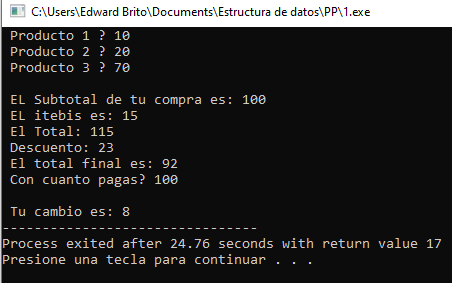 C:\Users\Edward Brito\Documents\Estructura de datos\PP\1.exe
Producto 1 ? 10
Producto 2 ? 20
Producto 3 ? 70
EL Subtotal de tu compra es: 100
EL itebis es: 15
El Total: 115
Descuento: 23
El total final es: 92
Con cuanto pagas? 100
Tu cambio es: 8
--------------------------------
Process exited after 24.76 seconds with return value 17
Presione una tecla para continuar . . .